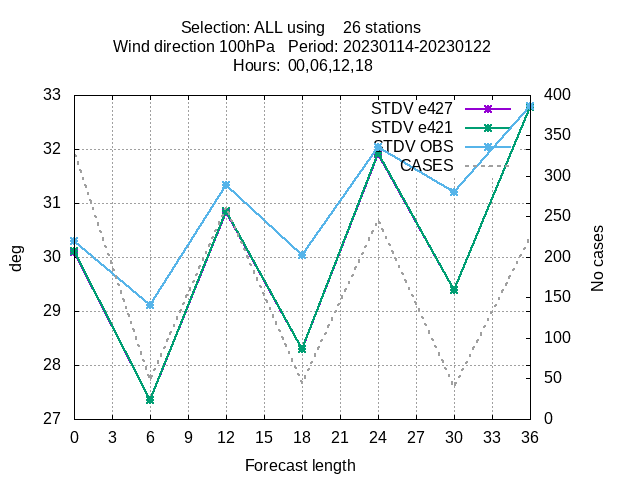 Selection: ALL using 26 stations
Wind direction 100hPa Period: 20230114-20230122
Hours: 00,06,12,18
33 400
STDV e427
350
STDV e421
32 STDV OBS
CASES 300
31
250
deg 30 200 No cases
29 150
100
28
50
27 0
0 3 6 9 12 15 18 21 24 27 30 33 36
Forecast length